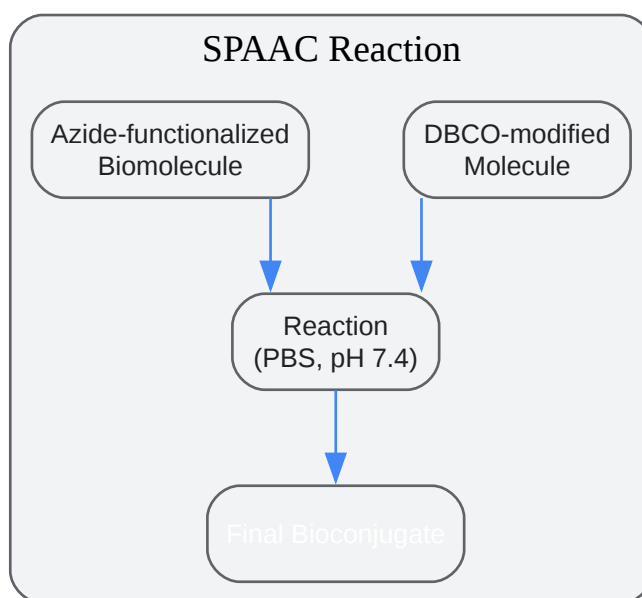 SPAAC Reaction
Azide-functionalized
Biomolecule
DBCO-modified
Molecule
Reaction
(PBS, pH 7.4)
Final Bioconjugate